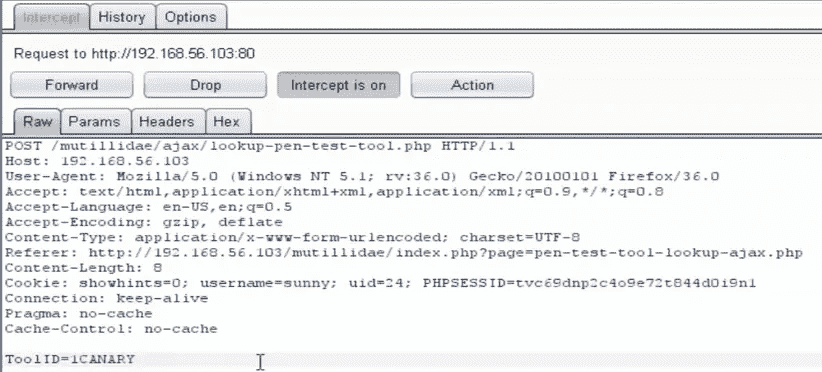 Intercept History Options
Request to http://192.168.56.103:80
Forward Drop Intercept is on Action
Raw Params Headers Hex
POST /mutillidae/ajax/lookup-pen-test-tool.php HTTP/1.1
Host: 192.168.56.103
User-Agent: Mozilla/5.0 (Windows NT 5.1; rv:36.0) Gecko/20100101 Firefox/36.0
Accept: text/html,application/xhtml+xml,application/xml;q=0.9,*/*;q=0.8
Accept-Language: en-US,en;q=0.5
Accept-Encoding: gzip, deflate
Content-Type: application/x-www-form-urlencoded; charset=UTF-8
Referer: http://192.168.56.103/mutillidae/index.php?page=pen-test-tool-lookup-ajax.php
Content-Length: 8
Cookie: showhints=0; username=sunny; uid=24; PHPSESSID=tvc69dnp2c4o9e72t844d0i9n1
Connection: keep-alive
Pragma: no-cache
Cache-Control: no-cache
ToolID=1CANARY